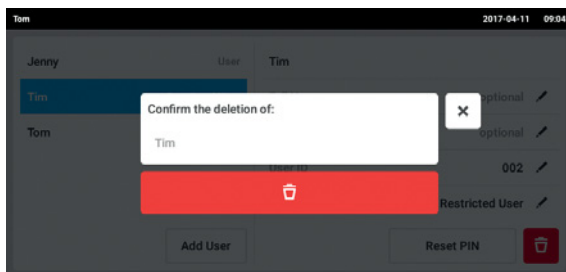 Tom 2017-04-11 09:04
Jenny User Tim
Tim
optional
Confirm the deletion of:
Tom
optional
Tim
User ID 002
Restricted User
Add User Reset PIN